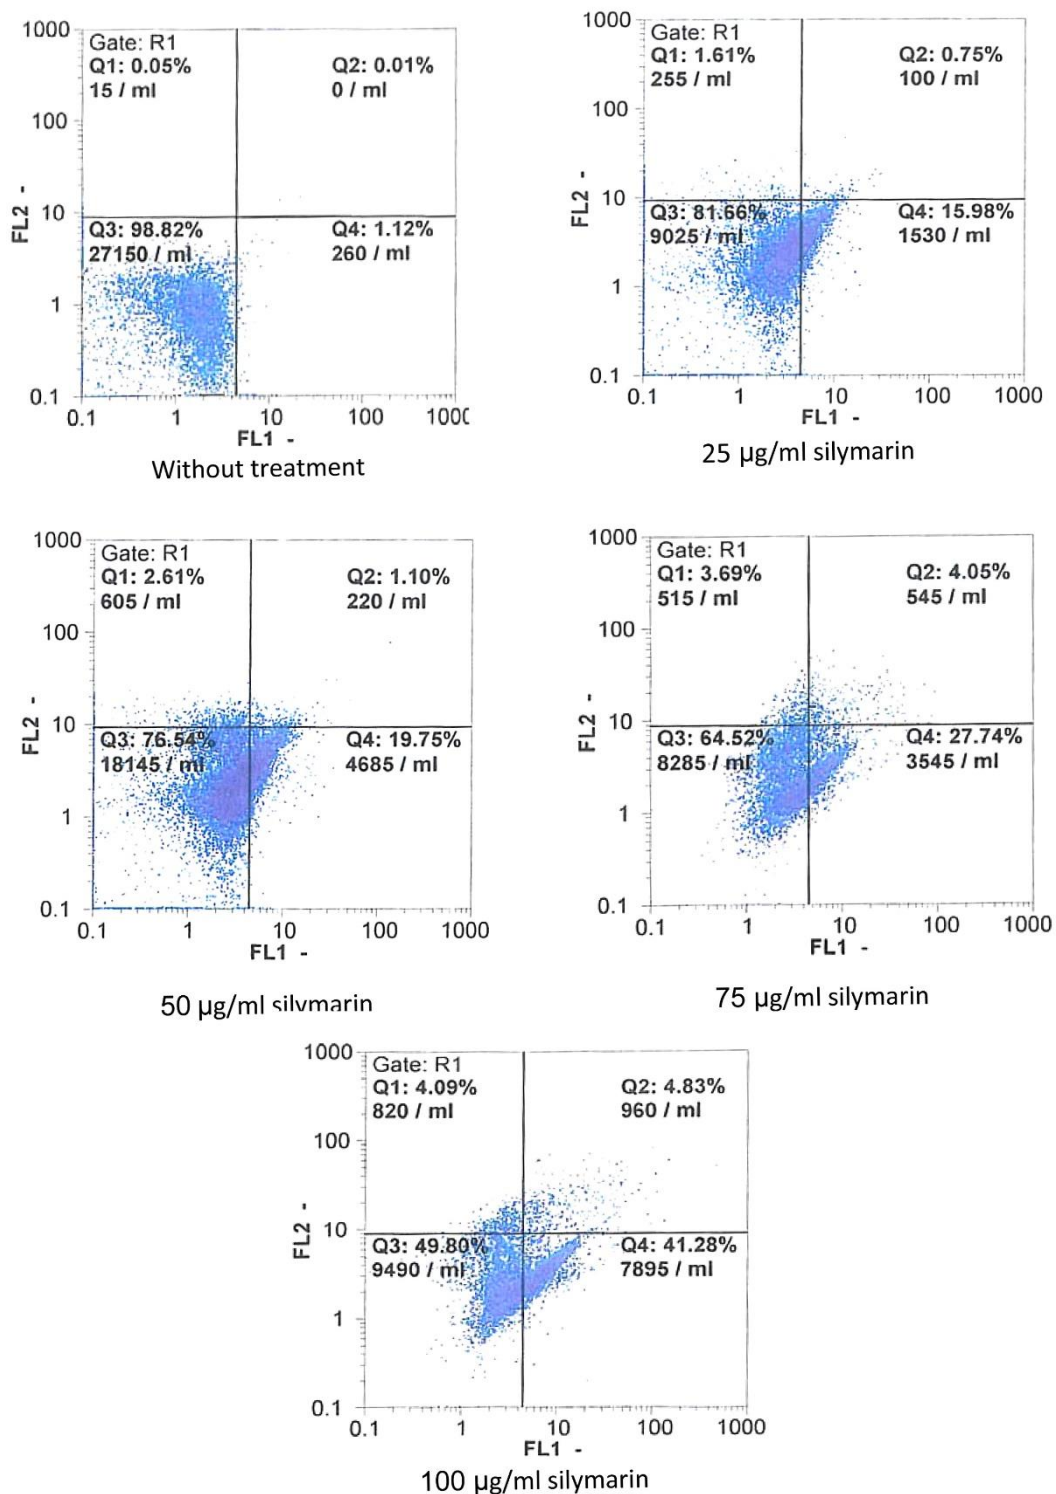 1000
Gate: R1
Q1: 0.05%
15 / ml
Q2: 0.01%
0 / ml
100
FL2 -
10
Q3: 98.82%
27150 / ml
Q4: 1.12%
260 / ml
1
0.1
0.1 1 10 100 1000
FL1 -
Without treatment
1000
Gate: R1
Q1: 1.61%
255 / ml
Q2: 0.75%
100 / ml
100
FL2 -
10
Q3: 81.66%
9025 / ml
Q4: 15.98%
1530 / ml
1
0.1
0.1 1 10 100 1000
FL1 -
25 µg/ml silymarin
1000
Gate: R1
Q1: 2.61%
605 / ml
Q2: 1.10%
220 / ml
100
FL2 -
10
Q3: 76.54%
18145 / ml
Q4: 19.75%
4685 / ml
1
0.1
0.1 1 10 100 1000
FL1 -
50 µg/ml silymarin
1000
Gate: R1
Q1: 3.69%
515 / ml
Q2: 4.05%
545 / ml
100
FL2 -
10
Q3: 64.52%
8285 / ml
Q4: 27.74%
3545 / ml
1
0.1
0.1 1 10 100 1000
FL1 -
75 µg/ml silymarin
1000
Gate: R1
Q1: 4.09%
820 / ml
Q2: 4.83%
960 / ml
100
FL2 -
10
Q3: 49.80%
9490 / ml
Q4: 41.28%
7895 / ml
1
0.1
0.1 1 10 100 1000
FL1 -
100 µg/ml silymarin